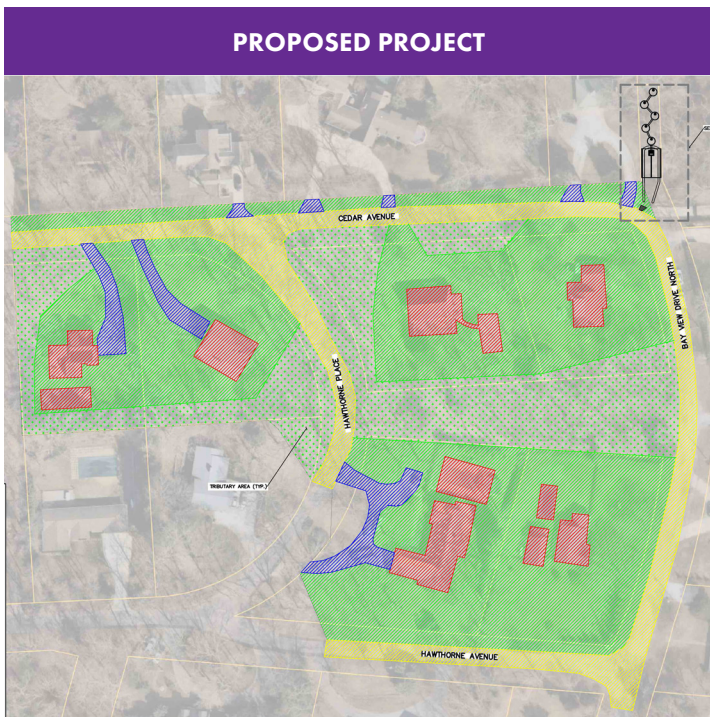 PROPOSED PROJECT
CEDAR AVENUE
BAY VIEW DRIVE NORTH
HAWTHORNE PLACE
TRIBUTARY AREA (TYP.)
HAWTHORNE AVENUE